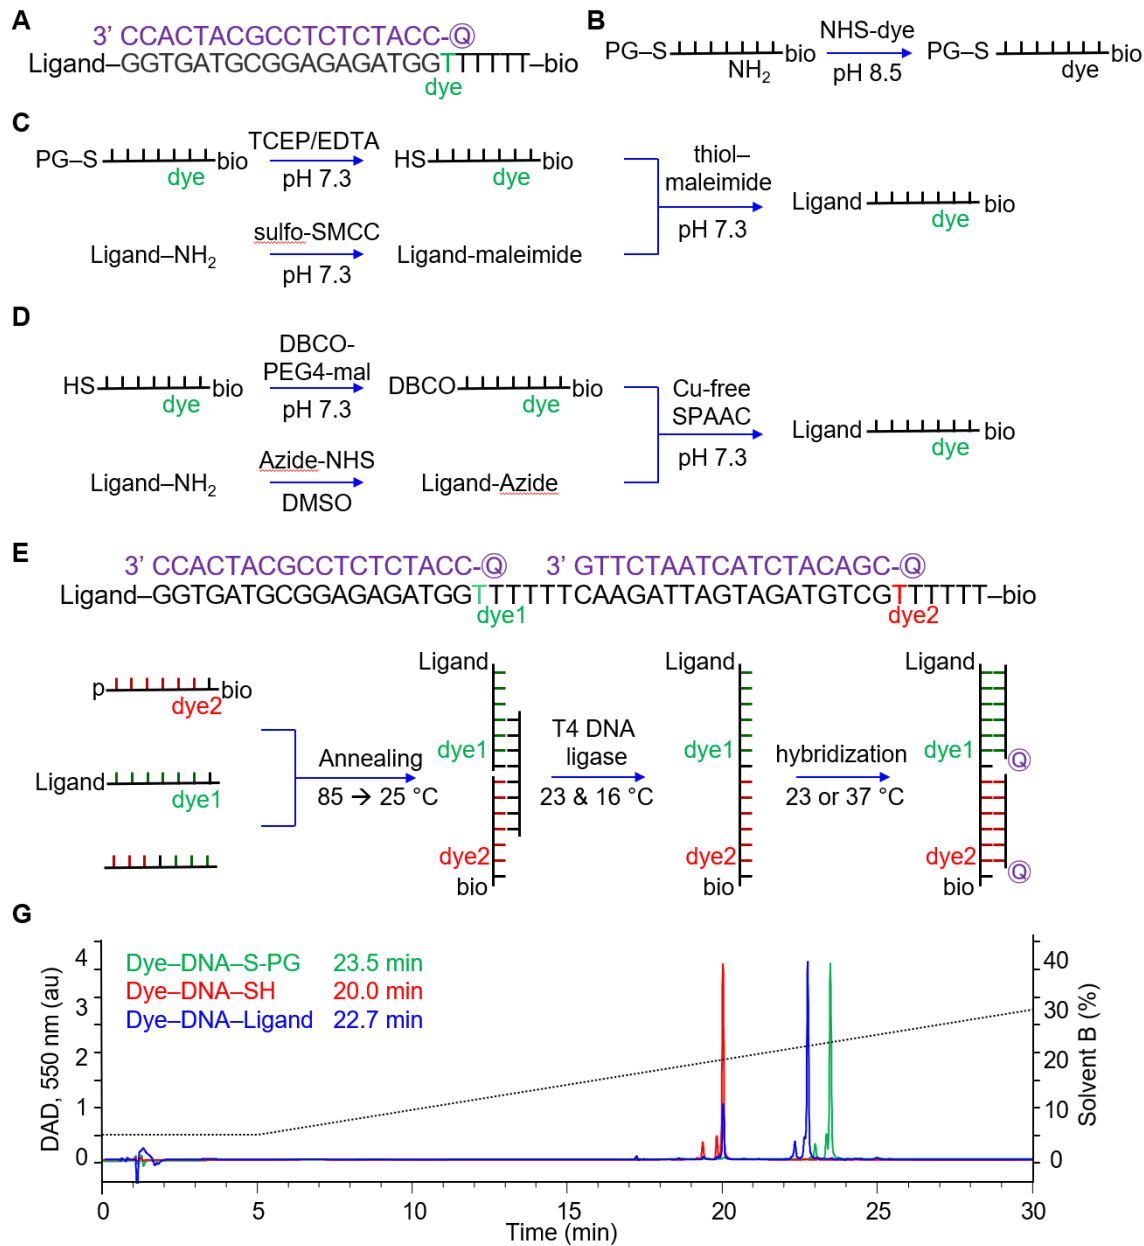 A
3' CCACTACGCCTCTCTACC-Q
Ligand–GGTGATGCGGAGAGATGGTTTTTT–bio
dye
B
PG–S bio NHS-dye PG–S bio
NH2 pH 8.5 dye
C
PG–S bio TCEP/EDTA HS bio
dye pH 7.3 dye
thiol–
maleimide
pH 7.3
Ligand bio
dye
Ligand–NH2 sulfo-SMCC Ligand-maleimide
pH 7.3
D
HS bio DBCO-
PEG4-mal DBCO bio
dye pH 7.3 dye
Cu-free
SPAAC
pH 7.3
Ligand bio
dye
Ligand–NH2 Azide-NHS Ligand-Azide
DMSO
E
3' CCACTACGCCTCTCTACC-Q 3' GTTCTAATCATCTACAGC-Q
Ligand–GGTGATGCGGAGAGATGGTTTTTTCAAGATTAGTAGATGTCGTTTTTT–bio
dye1 dye2
p bio
dye2
Ligand
dye1
Annealing
85 → 25 °C
Ligand
dye1
dye2
bio
T4 DNA
ligase
23 & 16 °C
Ligand
dye1
dye2
bio
hybridization
23 or 37 °C
Ligand
dye1 Q
dye2 Q
bio
G
Dye–DNA–S-PG 23.5 min
Dye–DNA–SH 20.0 min
Dye–DNA–Ligand 22.7 min
DAD, 550 nm (au)
4
3
2
1
0
Solvent B (%)
40
30
20
10
0
0 5 10 15 20 25 30
Time (min)